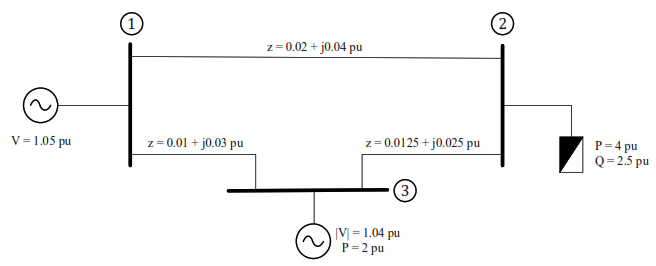 1
2
z = 0.02 + j0.04 pu
V = 1.05 pu
z = 0.01 + j0.03 pu
z = 0.0125 + j0.025 pu
P = 4 pu
Q = 2.5 pu
3
|V| = 1.04 pu
P = 2 pu